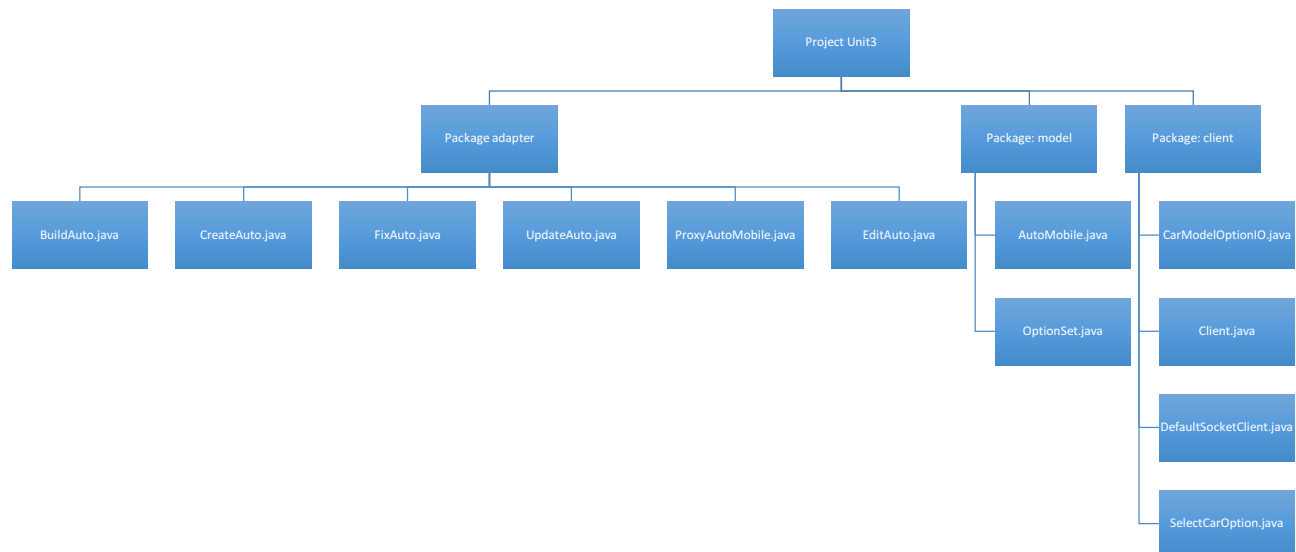 Project Unit3
Package adapter
Package: model
Package: client
BuildAuto.java
CreateAuto.java
FixAuto.java
UpdateAuto.java
ProxyAutoMobile.java
EditAuto.java
AutoMobile.java
CarModelOptionIO.java
OptionSet.java
Client.java
DefaultSocketClient.java
SelectCarOption.java